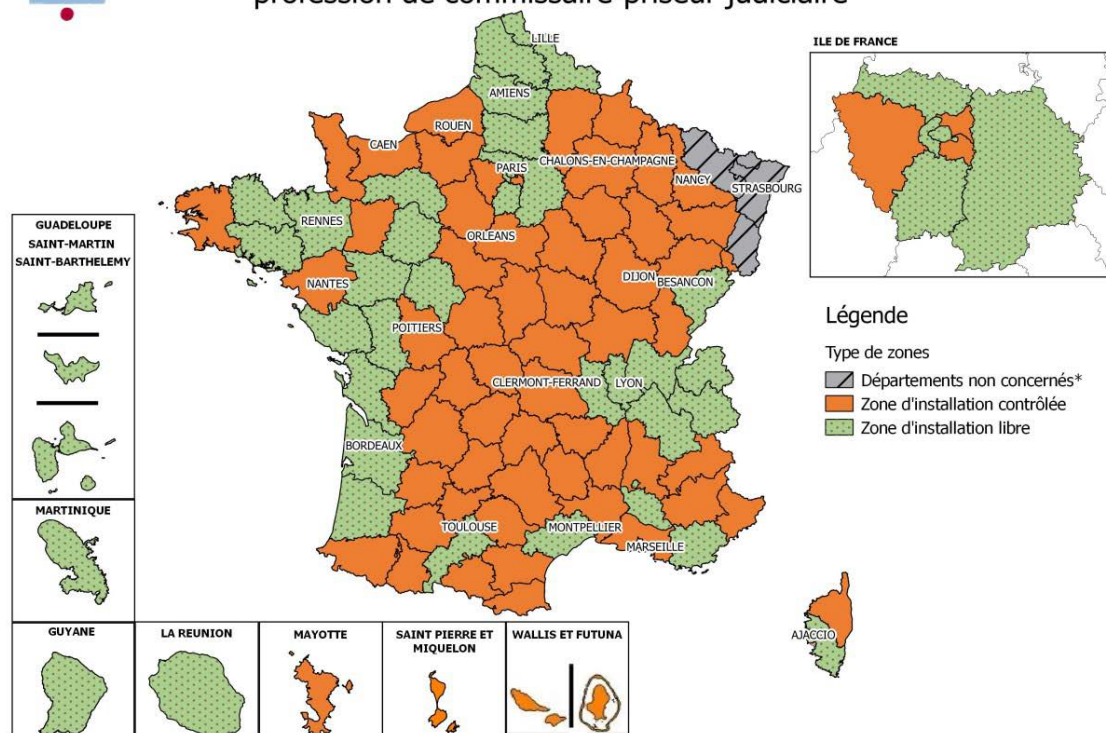 profession de commissaire-priseur judiciaire
LILLE
AMIENS
ROUEN
CAEN
PARIS
CHALONS-EN-CHAMPAGNE
NANCY
STRASBOURG
RENNES
ORLEANS
NANTES
DIJON
BESANCON
POITIERS
CLERMONT-FERRAND
LYON
BORDEAUX
TOULOUSE
MONTPELLIER
MARSEILLE
AJACCIO
ILE DE FRANCE
Légende
Type de zones
Départements non concernés*
Zone d'installation contrôlée
Zone d'installation libre
GUADELOUPE
SAINT-MARTIN
SAINT-BARTHELEMY
MARTINIQUE
GUYANE
LA REUNION
MAYOTTE
SAINT PIERRE ET
MIQUELON
WALLIS ET FUTUNA